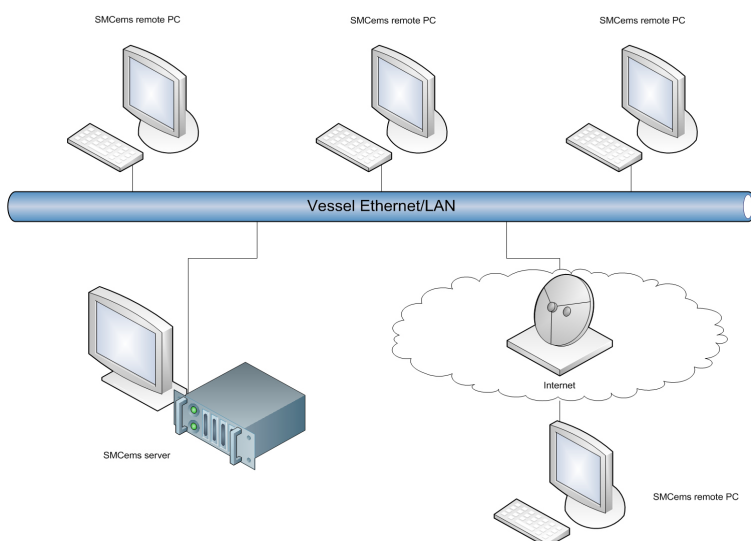 SMCems remote PC
SMCems remote PC
SMCems remote PC
Vessel Ethernet/LAN
Internet
SMCems server
SMCems remote PC